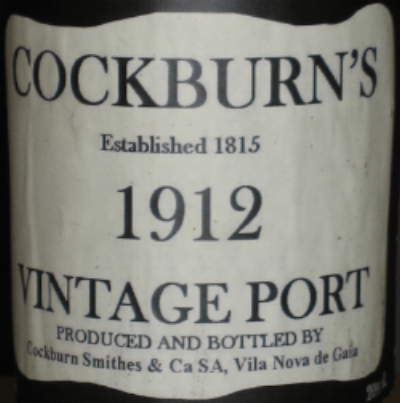 COCKBURN'S
Established 1815
1912
VINTAGE PORT
PRODUCED AND BOTTLED BY
Cockburn Smithes & Ca SA, Vila Nova de Gaia